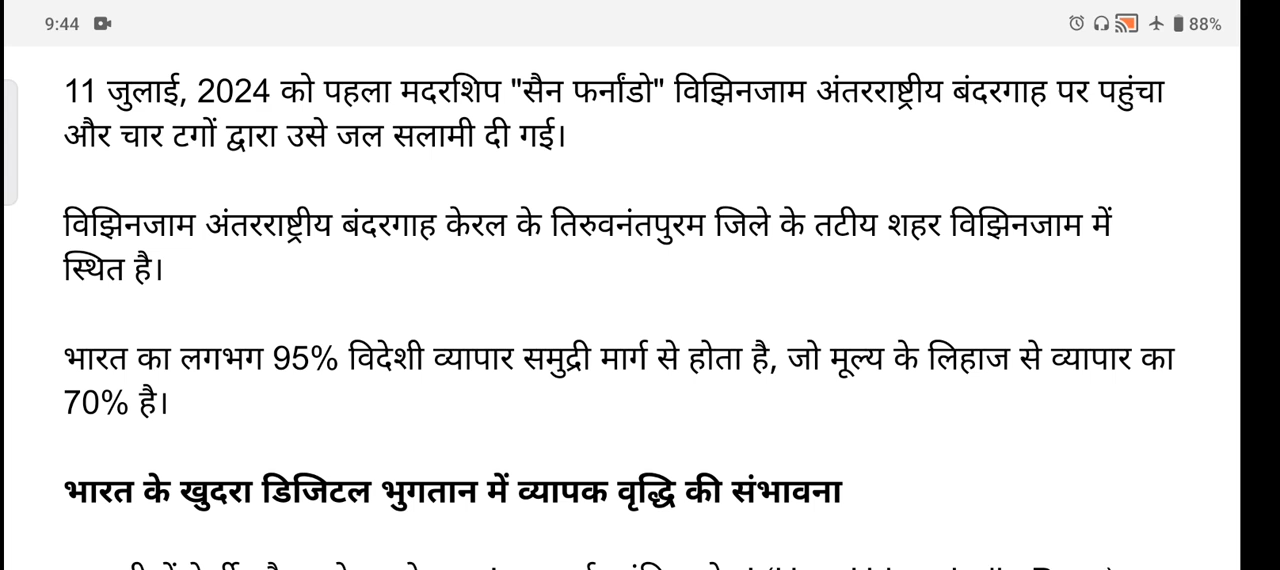 9:44
88%
11 जुलाई, 2024 को पहला मदरशिप "सैन फर्नांडो" विझिनजाम अंतरराष्ट्रीय बंदरगाह पर पहुंचा
और चार टगों द्वारा उसे जल सलामी दी गई।
विझिनजाम अंतरराष्ट्रीय बंदरगाह केरल के तिरुवनंतपुरम जिले के तटीय शहर विझिनजाम में
स्थित है।
भारत का लगभग 95% विदेशी व्यापार समुद्री मार्ग से होता है, जो मूल्य के लिहाज से व्यापार का
70% है।
भारत के खुदरा डिजिटल भुगतान में व्यापक वृद्धि की संभावना